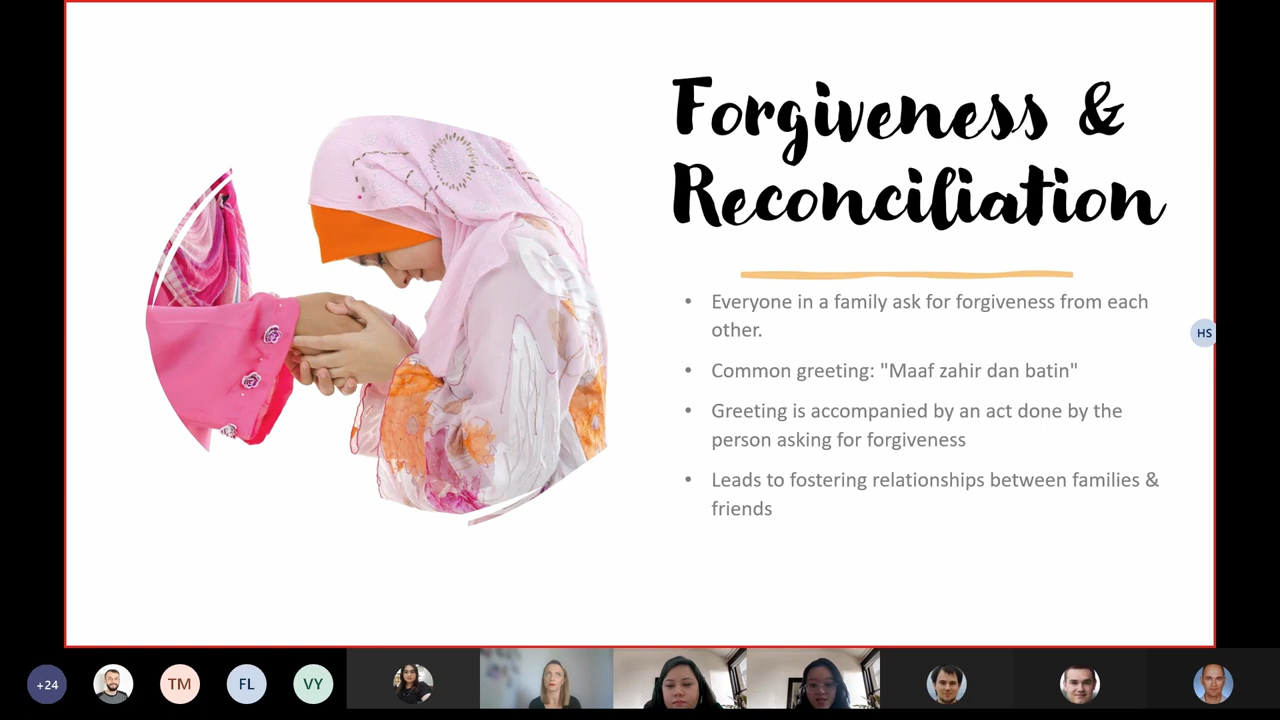 Forgiveness &
Reconciliation
• Everyone in a family ask for forgiveness from each
other.
• Common greeting: "Maaf zahir dan batin"
• Greeting is accompanied by an act done by the
person asking for forgiveness
• Leads to fostering relationships between families &
friends
HS
+24
TM
FL
VY